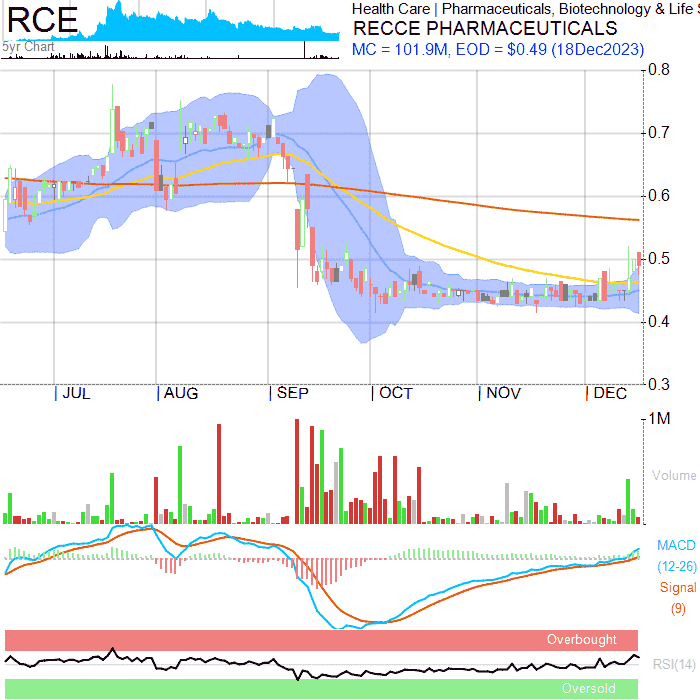 RCE
5yr Chart
Health Care | Pharmaceuticals, Biotechnology & Life S
RECCE PHARMACEUTICALS
MC = 101.9M, EOD = $0.49 (18Dec2023)
0.8
0.7
0.6
0.5
0.4
0.3
JUL AUG SEP OCT NOV DEC
1M
Volume
MACD
(12-26)
Signal
(9)
Overbought
RSI(14)
Oversold